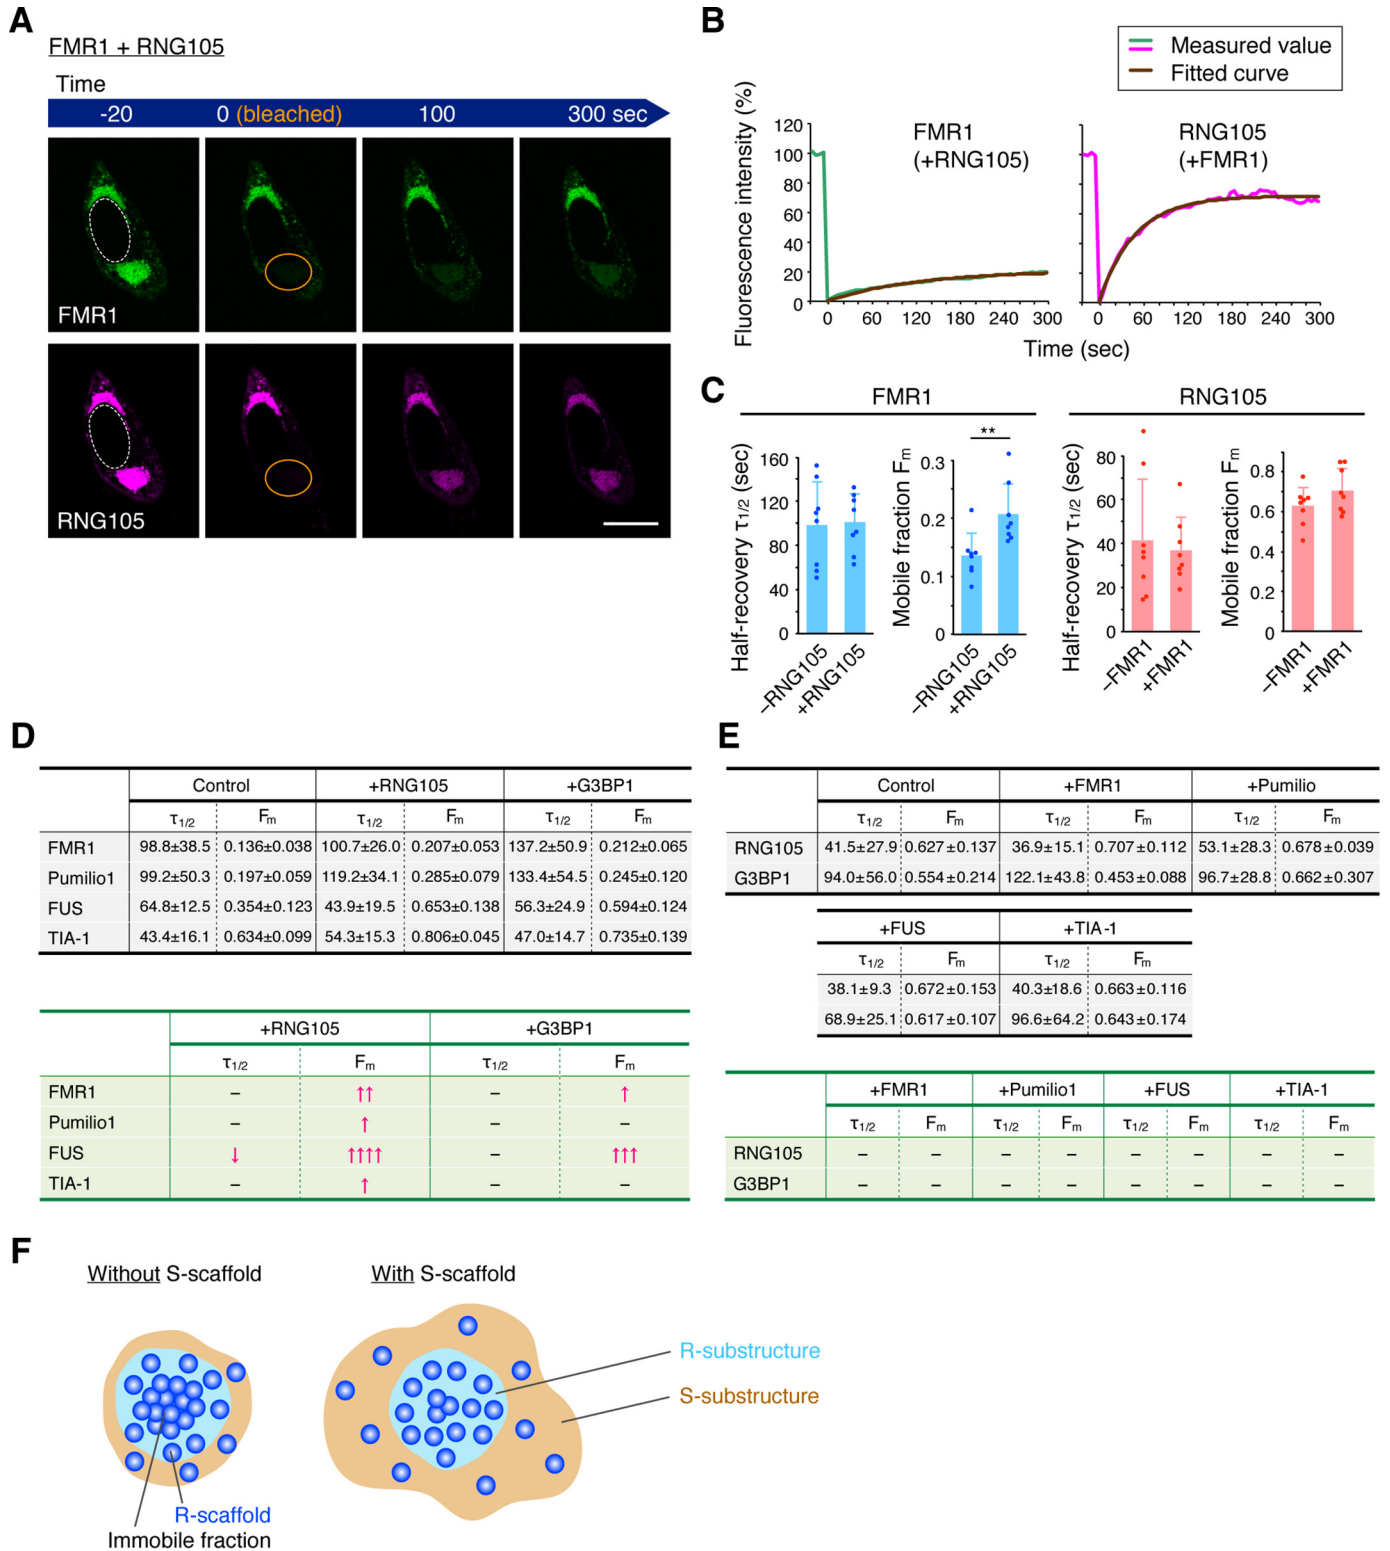 A
FMR1 + RNG105
Time
-20 0 (bleached) 100 300 sec
FMR1
RNG105
B
Measured value
Fitted curve
Fluorescence intensity (%)
FMR1
(+RNG105)
RNG105
(+FMR1)
120
100
80
60
40
20
0
0 60 120 180 240 300
0 60 120 180 240 300
Time (sec)
C
FMR1
RNG105
Half-recovery τ1/2 (sec)
160
120
80
40
0
–RNG105
+RNG105
Mobile fraction Fm
**
0.3
0.2
0.1
0
–RNG105
+RNG105
Half-recovery τ1/2 (sec)
80
60
40
20
0
–FMR1
+FMR1
Mobile fraction Fm
0.8
0.6
0.4
0.2
0
–FMR1
+FMR1
D
Control +RNG105 +G3BP1
τ1/2 Fm τ1/2 Fm τ1/2 Fm
FMR1 98.8±38.5 0.136±0.038 100.7±26.0 0.207±0.053 137.2±50.9 0.212±0.065
Pumilio1 99.2±50.3 0.197±0.059 119.2±34.1 0.285±0.079 133.4±54.5 0.245±0.120
FUS 64.8±12.5 0.354±0.123 43.9±19.5 0.653±0.138 56.3±24.9 0.594±0.124
TIA-1 43.4±16.1 0.634±0.099 54.3±15.3 0.806±0.045 47.0±14.7 0.735±0.139
+RNG105 +G3BP1
τ1/2 Fm τ1/2 Fm
FMR1 – ↑↑ – ↑
Pumilio1 – ↑ – –
FUS ↓ ↑↑↑↑ – ↑↑↑
TIA-1 – ↑ – –
E
Control +FMR1 +Pumilio
τ1/2 Fm τ1/2 Fm τ1/2 Fm
RNG105 41.5±27.9 0.627±0.137 36.9±15.1 0.707±0.112 53.1±28.3 0.678±0.039
G3BP1 94.0±56.0 0.554±0.214 122.1±43.8 0.453±0.088 96.7±28.8 0.662±0.307
+FUS +TIA-1
τ1/2 Fm τ1/2 Fm
38.1±9.3 0.672±0.153 40.3±18.6 0.663±0.116
68.9±25.1 0.617±0.107 96.6±64.2 0.643±0.174
+FMR1 +Pumilio1 +FUS +TIA-1
τ1/2 Fm τ1/2 Fm τ1/2 Fm τ1/2 Fm
RNG105 – – – – – – – –
G3BP1 – – – – – – – –
F
Without S-scaffold
With S-scaffold
R-substructure
S-substructure
R-scaffold
Immobile fraction